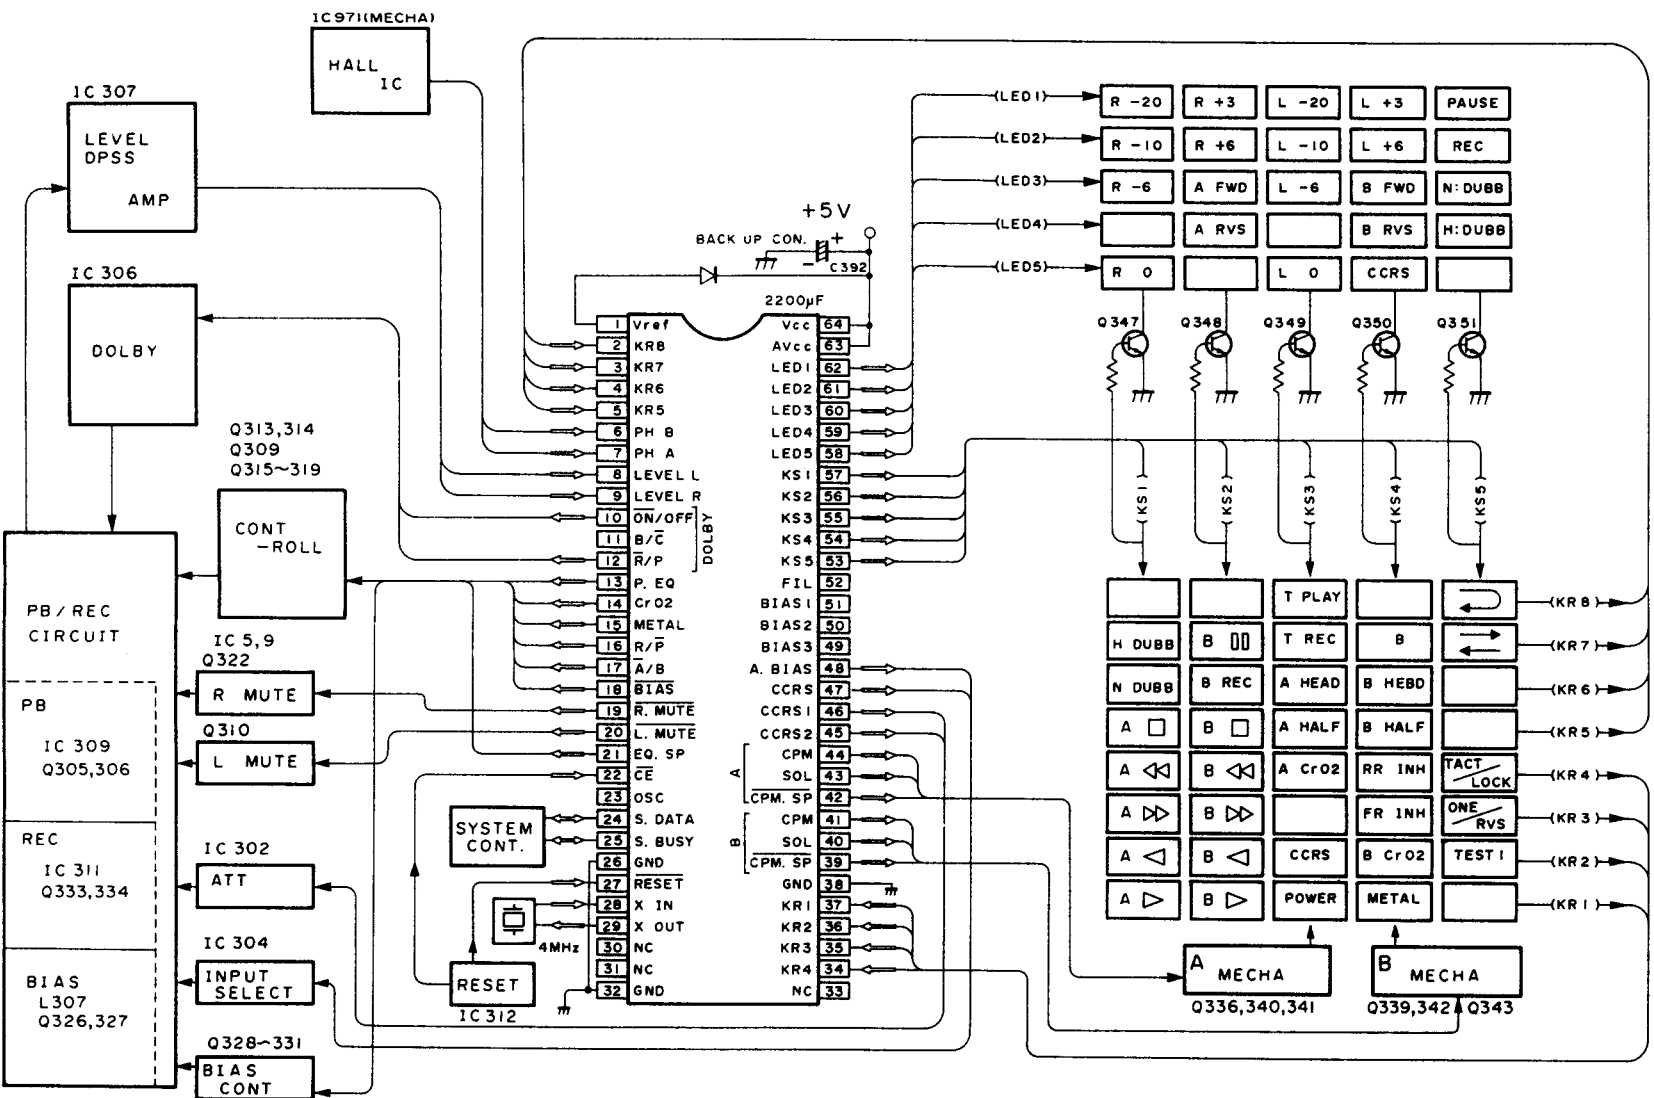 IC971(MECHA)
HALL
IC
IC 307
LEVEL
DPSS
AMP
IC 306
DOLBY
Q313,314
Q309
Q315~319
CONT
-ROLL
PB/REC
CIRCUIT
IC 5,9
Q322
R MUTE
Q310
L MUTE
PB
IC 309
Q305,306
REC
IC 311
Q333,334
IC 302
ATT
IC 304
INPUT
SELECT
BIAS
L307
Q326,327
Q328~331
BIAS
CONT
SYSTEM
CONT.
4MHz
RESET
IC312
+5V
BACK UP CON.
+
-
C392
2200µF
1 Vref
2 KR8
3 KR7
4 KR6
5 KR5
6 PH B
7 PH A
8 LEVEL L
9 LEVEL R
10 O̅N̅/OFF
11 B/C̅
12 R̅/P
DOLBY
13 P. EQ
14 CrO2
15 METAL
16 R/P̅
17 A̅/B
18 B̅I̅A̅S̅
19 R̅.̅ ̅M̅U̅T̅E̅
20 L̅.̅ ̅M̅U̅T̅E̅
21 EQ. SP
22 C̅E̅
23 OSC
24 S. DATA
25 S. BUSY
26 GND
27 R̅E̅S̅E̅T̅
28 X IN
29 X OUT
30 NC
31 NC
32 GND
Vcc 64
AVcc 63
LED1 62
LED2 61
LED3 60
LED4 59
LED5 58
KS1 57
KS2 56
KS3 55
KS4 54
KS5 53
FIL 52
BIAS1 51
BIAS2 50
BIAS3 49
A. BIAS 48
CCRS 47
CCRS1 46
CCRS2 45
A
CPM 44
SOL 43
C̅P̅M̅.̅ ̅S̅P̅ 42
B
CPM 41
SOL 40
C̅P̅M̅.̅ ̅S̅P̅ 39
GND 38
KR1 37
KR2 36
KR3 35
KR4 34
NC 33
(LED1) R -20 R +3 L -20 L +3 PAUSE
(LED2) R -10 R +6 L -10 L +6 REC
(LED3) R -6 A FWD L -6 B FWD N:DUBB
(LED4) A RVS B RVS H:DUBB
(LED5) R 0 L 0 CCRS
Q347 Q348 Q349 Q350 Q351
(KS1) (KS2) (KS3) (KS4) (KS5)
T PLAY (KR8)
H DUBB B T REC B (KR7)
N DUBB B REC A HEAD B HEBD (KR6)
A □ B □ A HALF B HALF (KR5)
A ◁◁ B ◁◁ A CrO2 RR INH TACT/LOCK (KR4)
A ▷▷ B ▷▷ FR INH ONE/RVS (KR3)
A ◁ B ◁ CCRS B CrO2 TEST1 (KR2)
A ▷ B ▷ POWER METAL (KR1)
A MECHA
Q336,340,341
B MECHA
Q339,342 Q343